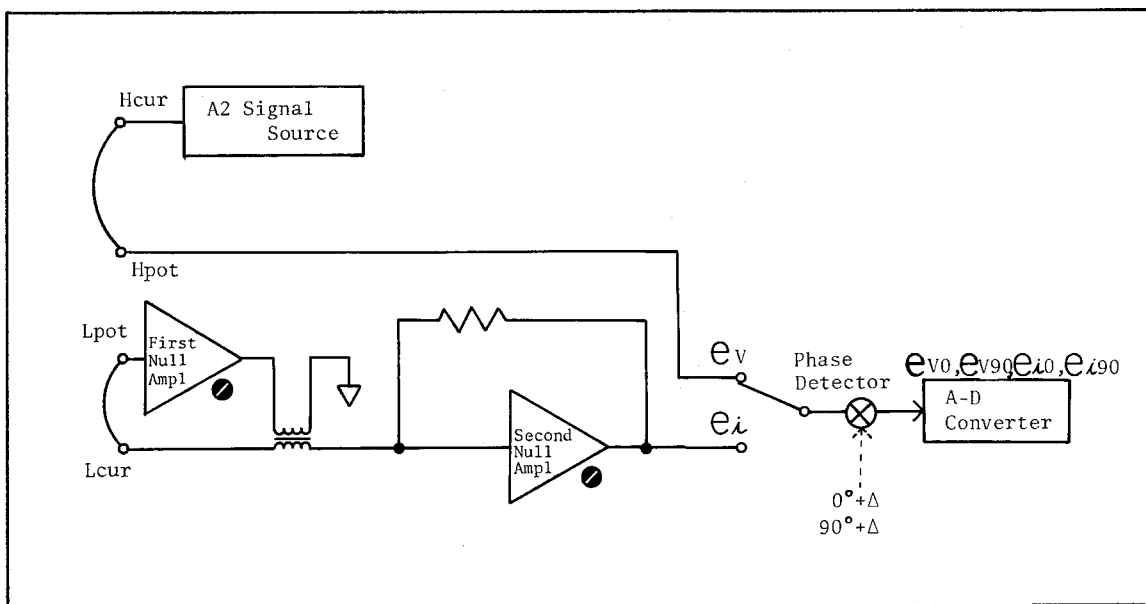 Hcur
A2 Signal
Source
Hpot
Lpot
First
Null
Ampl
Lcur
Second
Null
Ampl
ev
ei
Phase
Detector
0°+Δ
90°+Δ
ev0,ev90,ei0,ei90
A-D
Converter